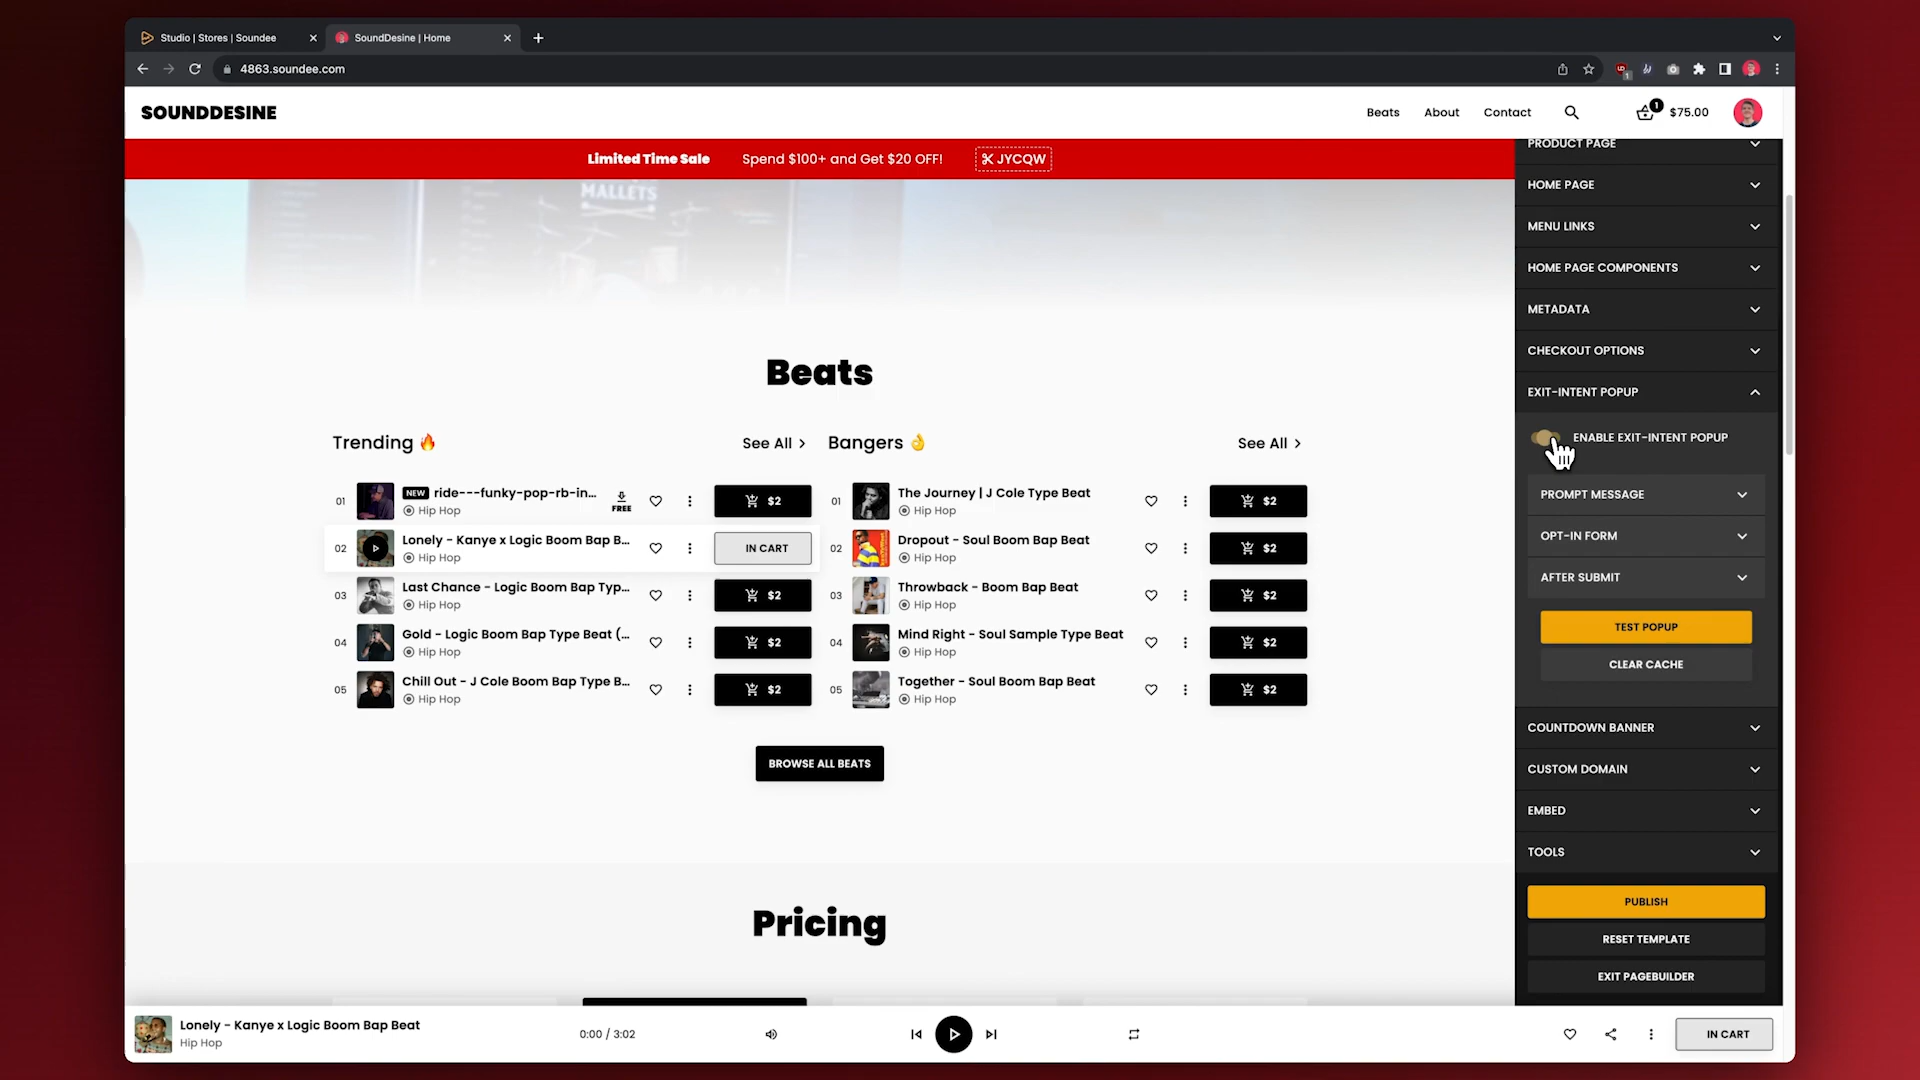 Studio | Stores | Soundee
SoundDesine | Home
4863.soundee.com
1
SOUNDDESINE
Beats
About
Contact
1
$75.00
Limited Time Sale
Spend $100+ and Get $20 OFF!
JYCQW
MALLETS
Beats
Trending 🔥
See All >
01
NEW ride---funky-pop-rb-in...
Hip Hop
FREE
$2
02
Lonely - Kanye x Logic Boom Bap B...
Hip Hop
IN CART
03
Last Chance - Logic Boom Bap Typ...
Hip Hop
$2
04
Gold - Logic Boom Bap Type Beat (...
Hip Hop
$2
05
Chill Out - J Cole Boom Bap Type B...
Hip Hop
$2
Bangers 👌
See All >
01
The Journey | J Cole Type Beat
Hip Hop
$2
02
Dropout - Soul Boom Bap Beat
Hip Hop
$2
03
Throwback - Boom Bap Beat
Hip Hop
$2
04
Mind Right - Soul Sample Type Beat
Hip Hop
$2
05
Together - Soul Boom Bap Beat
Hip Hop
$2
BROWSE ALL BEATS
Pricing
PRODUCT PAGE
HOME PAGE
MENU LINKS
HOME PAGE COMPONENTS
METADATA
CHECKOUT OPTIONS
EXIT-INTENT POPUP
ENABLE EXIT-INTENT POPUP
PROMPT MESSAGE
OPT-IN FORM
AFTER SUBMIT
TEST POPUP
CLEAR CACHE
COUNTDOWN BANNER
CUSTOM DOMAIN
EMBED
TOOLS
PUBLISH
RESET TEMPLATE
EXIT PAGEBUILDER
Lonely - Kanye x Logic Boom Bap Beat
Hip Hop
0:00 / 3:02
IN CART